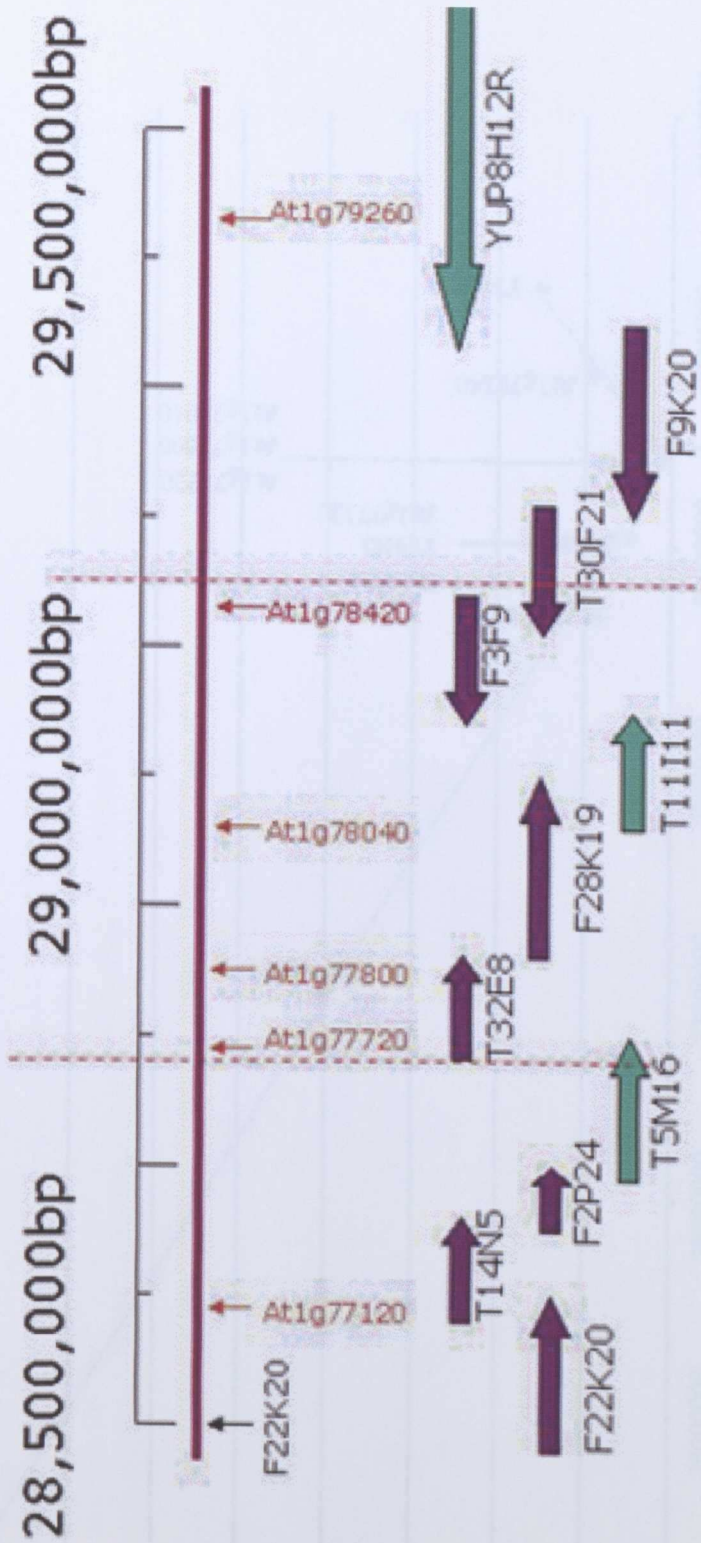 28,500,000bp
29,000,000bp
29,500,000bp
F22K20
At1g77120
At1g77720
At1g77800
At1g78040
At1g78420
At1g79260
T14N5
T32E8
F3F9
YUP8H12R
F22K20
F2P24
F28K19
T30F21
T5M16
T11I11
F9K20